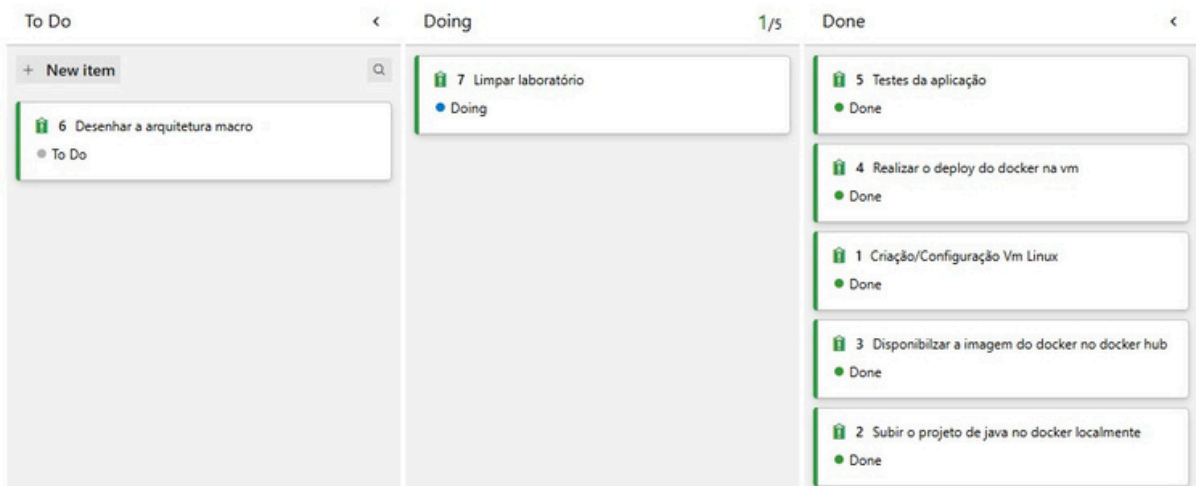 To Do
+ New item
6 Desenhar a arquitetura macro
To Do
Doing 1/5
7 Limpar laboratório
Doing
Done
5 Testes da aplicação
Done
4 Realizar o deploy do docker na vm
Done
1 Criação/Configuração Vm Linux
Done
3 Disponibilzar a imagem do docker no docker hub
Done
2 Subir o projeto de java no docker localmente
Done